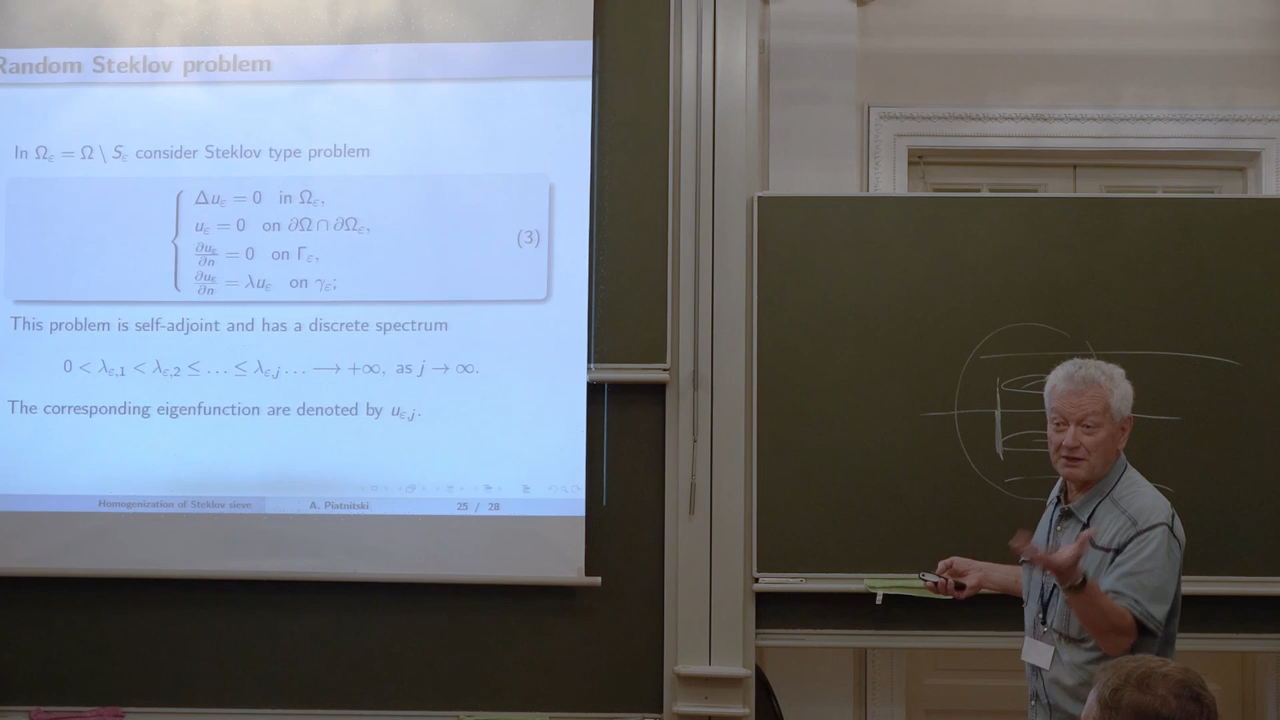 Random Steklov problem
In Ωε = Ω \ Sε consider Steklov type problem
Δuε = 0 in Ωε,
uε = 0 on ∂Ω ∩ ∂Ωε,
∂uε/∂n = 0 on Γε,
∂uε/∂n = λuε on γε;
(3)
This problem is self-adjoint and has a discrete spectrum
0 < λε,1 < λε,2 ≤ … ≤ λε,j … ⟶ +∞, as j → ∞.
The corresponding eigenfunction are denoted by uε,j.
Homogenization of Steklov sieve A. Piatnitski 25 / 28